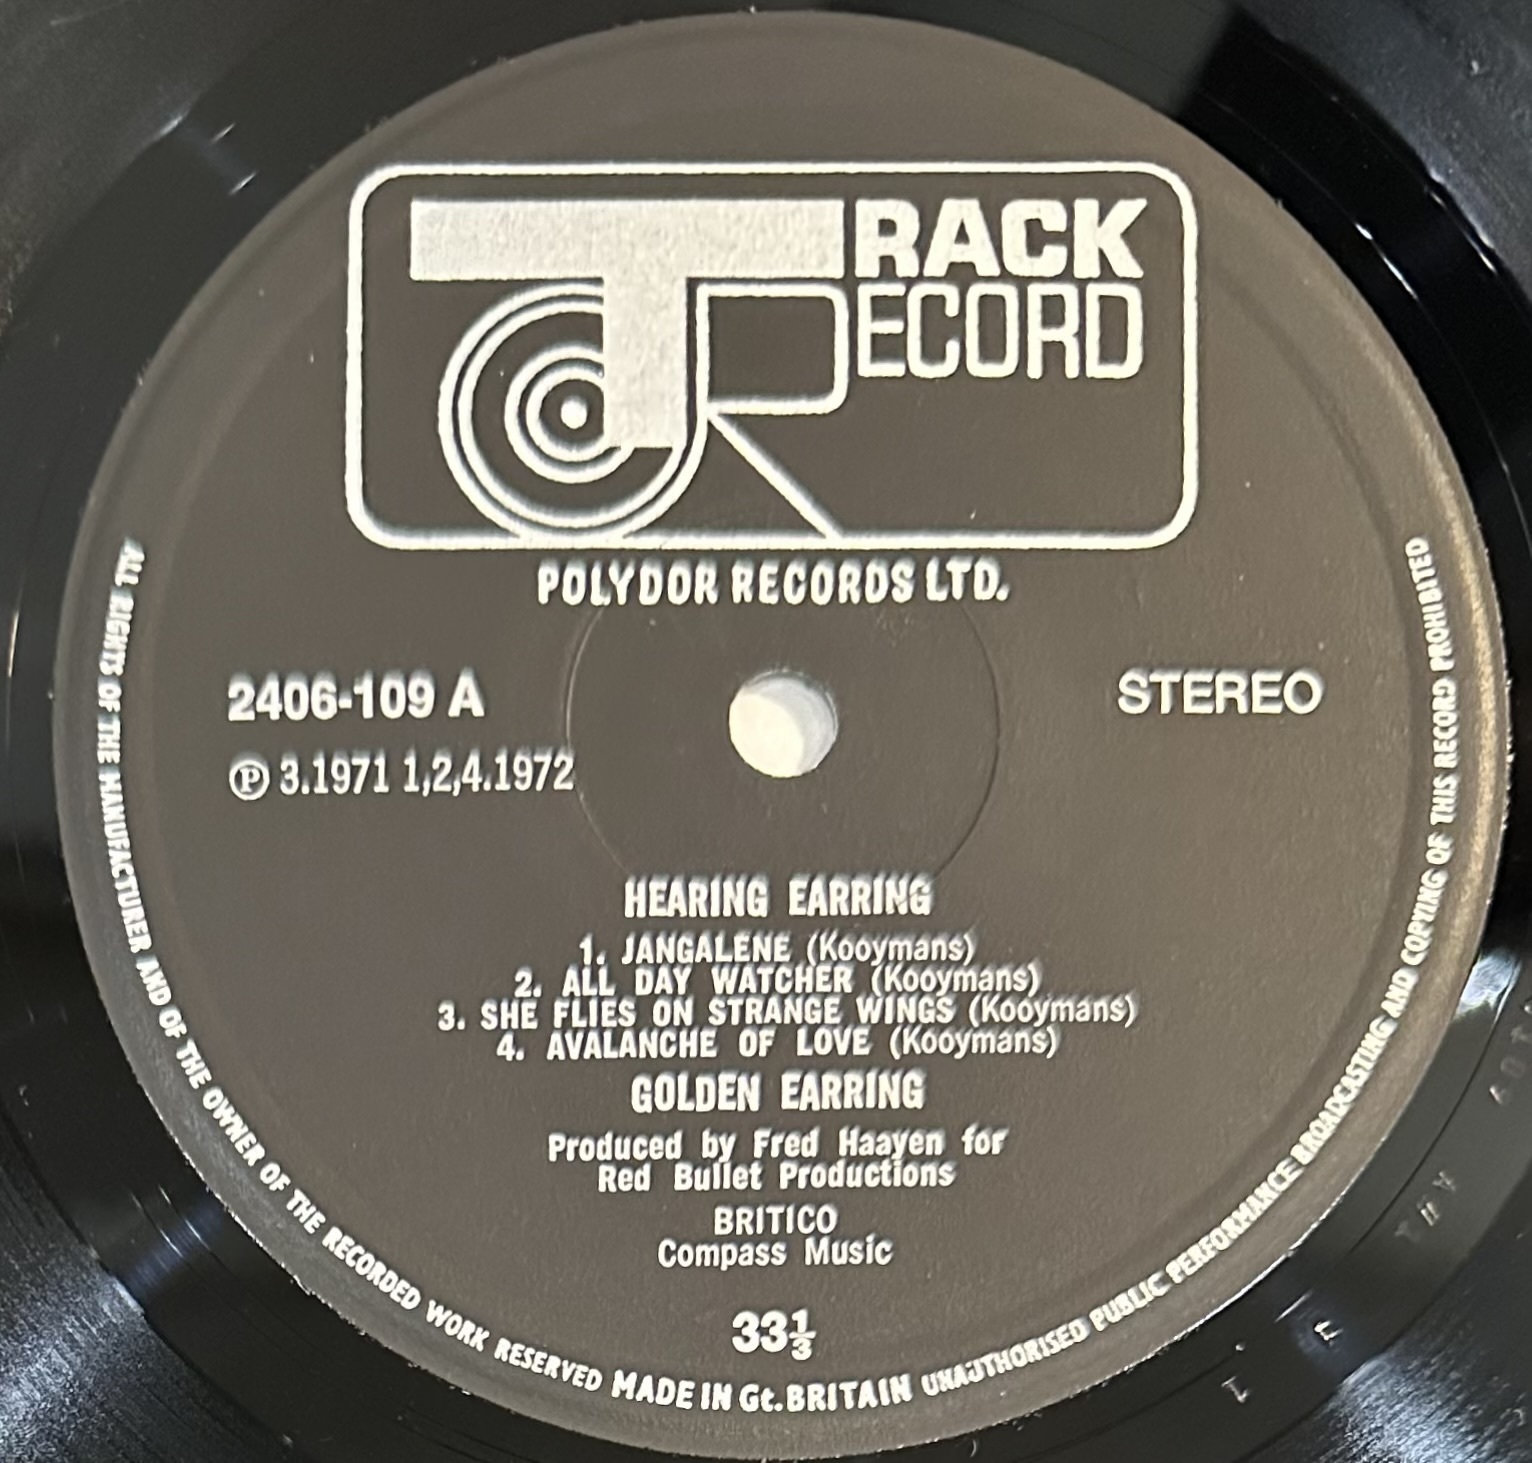 TRACK
RECORD
POLYDOR RECORDS LTD.
2406-109 A
STEREO
℗ 3.1971 1,2,4.1972
HEARING EARRING
1. JANGALENE (Kooymans)
2. ALL DAY WATCHER (Kooymans)
3. SHE FLIES ON STRANGE WINGS (Kooymans)
4. AVALANCHE OF LOVE (Kooymans)
GOLDEN EARRING
Produced by Fred Haayen for
Red Bullet Productions
BRITICO
Compass Music
33⅓
ALL RIGHTS OF THE MANUFACTURER AND OF THE OWNER OF THE RECORDED WORK RESERVED MADE IN Gt. BRITAIN UNAUTHORISED PUBLIC PERFORMANCE BROADCASTING AND COPYING OF THIS RECORD PROHIBITED